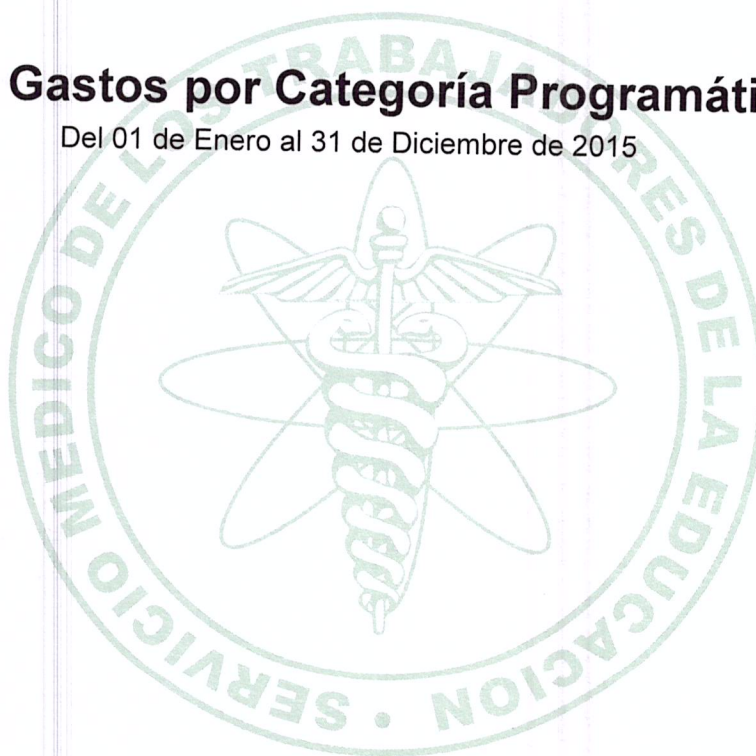 Gastos por Categoría Programáti
Del 01 de Enero al 31 de Diciembre de 2015
SERVICIO MEDICO DE LOS TRABAJADORES DE LA EDUCACION •